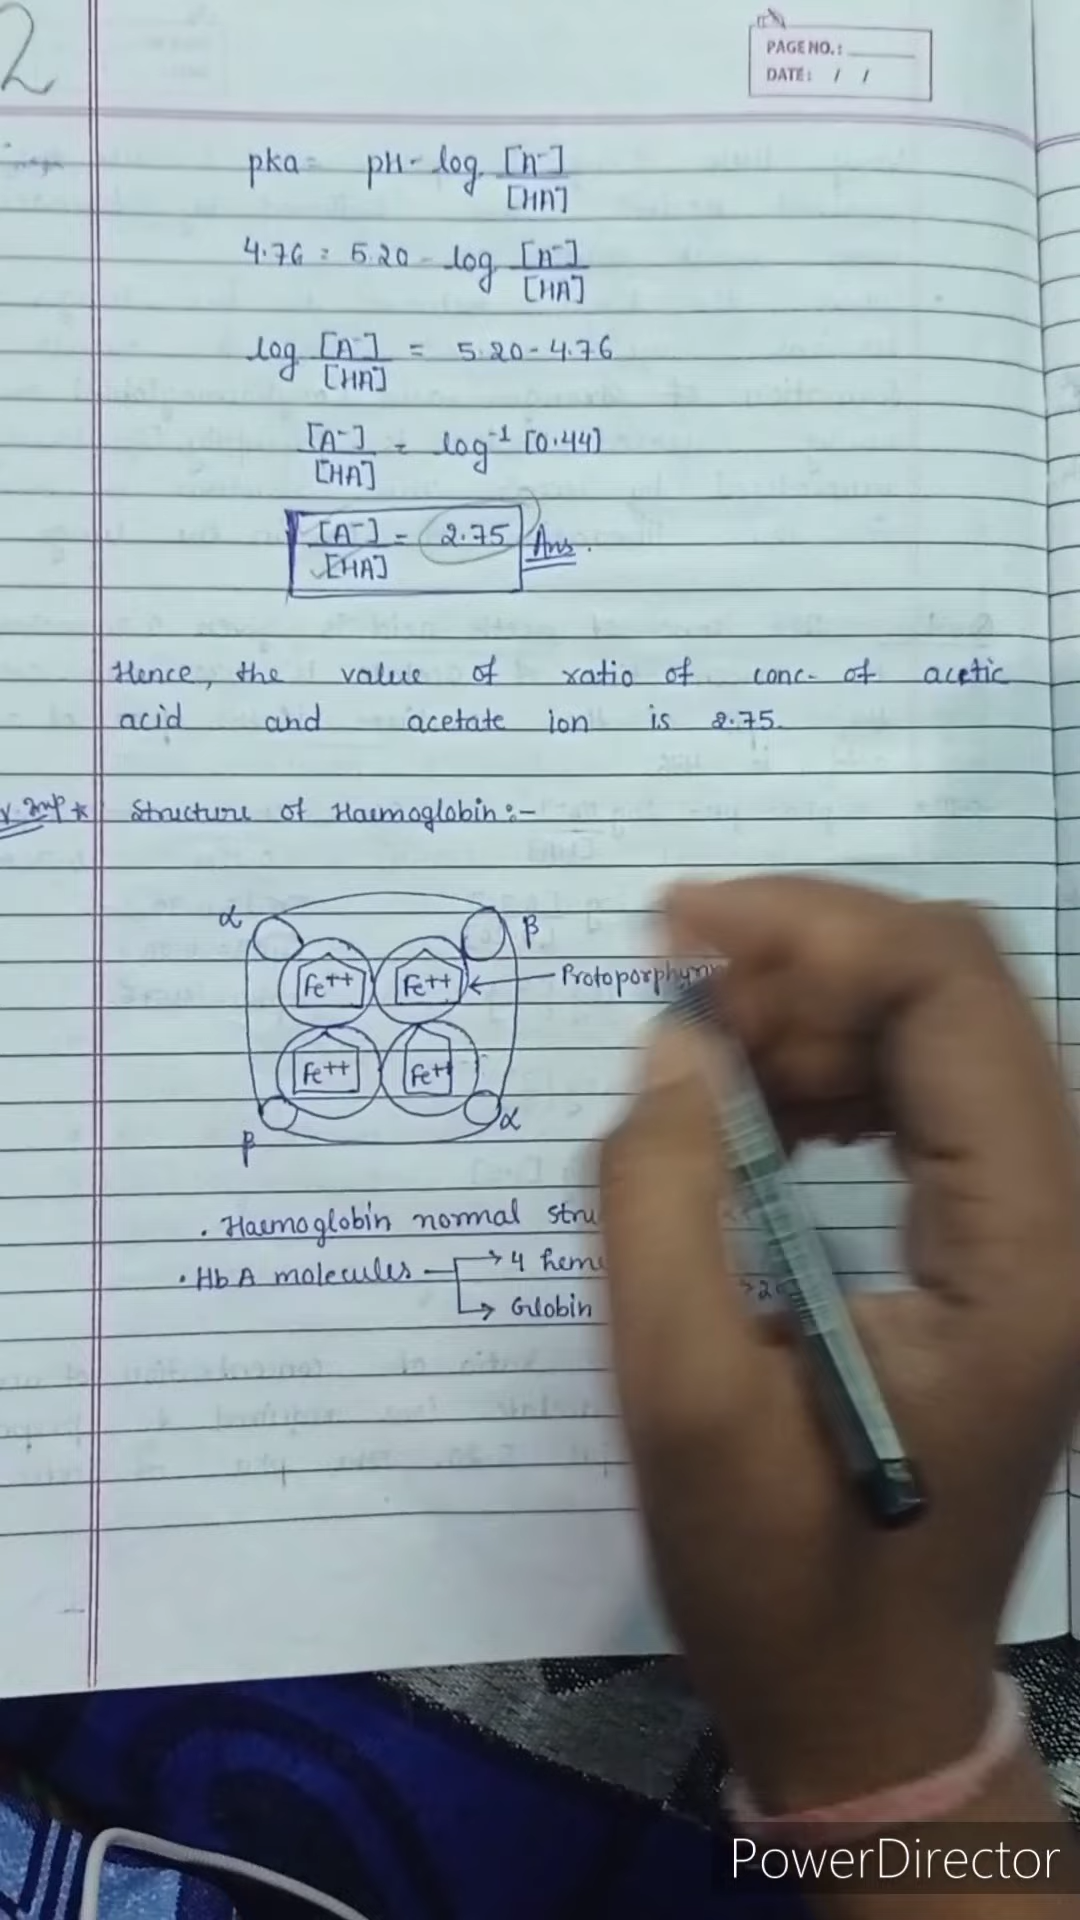 2
PAGE NO.:
DATE: / /
pka = pH - log [A-]
[HA]
4.76 = 5.20 - log [A-]
[HA]
log [A-] = 5.20 - 4.76
[HA]
[A-] = log-1 [0.44]
[HA]
[A-] = 2.75 Ans.
[HA]
Hence, the value of ratio of conc. of acetic
acid and acetate ion is 2.75.
V. Imp * Structure of Haemoglobin :-
α β
Fe++ Fe++ ← Protoporphyrin
Fe++ Fe++
β α
. Haemoglobin normal
. Hb A molecules → 4
→ Globin
PowerDirector